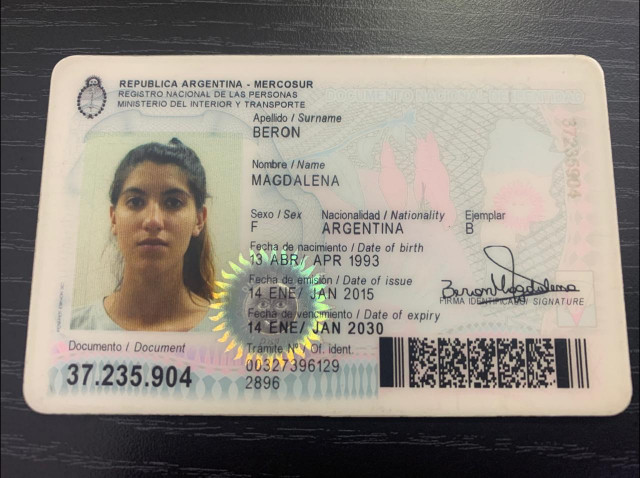 REPUBLICA ARGENTINA - MERCOSUR
REGISTRO NACIONAL DE LAS PERSONAS
MINISTERIO DEL INTERIOR Y TRANSPORTE
Apellido / Surname
BERON
Nombre / Name
MAGDALENA
Sexo / Sex Nacionalidad / Nationality Ejemplar
F ARGENTINA B
Fecha de nacimiento / Date of birth
13 ABR/ APR 1993
Fecha de emisión / Date of issue
14 ENE/ JAN 2015
Fecha de vencimiento / Date of expiry
14 ENE/ JAN 2030
Beron Magdalena
FIRMA IDENTIFICADO/ SIGNATURE
Documento / Document
37.235.904
Trámite Nº / Of. ident.
00327396129
2896
37235904